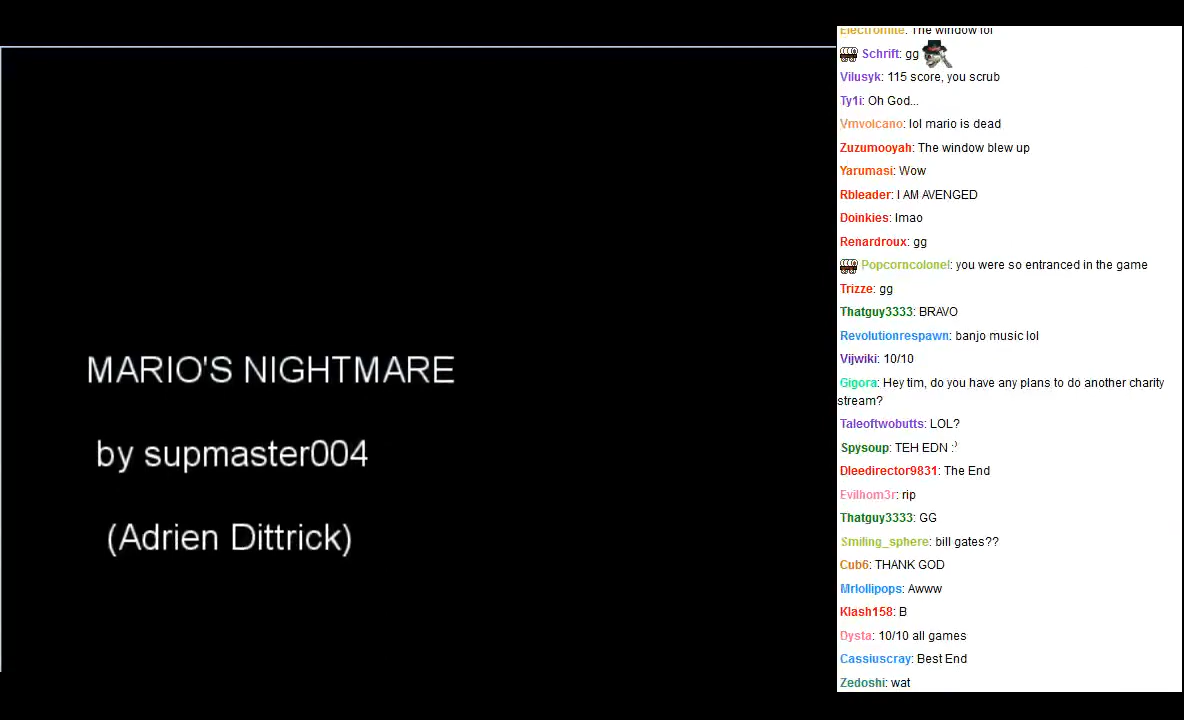 MARIO'S NIGHTMARE
by supmaster004
(Adrien Dittrick)
Electromite: The window lol
Schrift: gg
Vilusyk: 115 score, you scrub
Ty1i: Oh God...
Vmvolcano: lol mario is dead
Zuzumooyah: The window blew up
Yarumasi: Wow
Rbleader: I AM AVENGED
Doinkies: lmao
Renardroux: gg
Popcorncolonel: you were so entranced in the game
Trizze: gg
Thatguy3333: BRAVO
Revolutionrespawn: banjo music lol
Vijwiki: 10/10
Gigora: Hey tim, do you have any plans to do another charity
stream?
Taleoftwobutts: LOL?
Spysoup: TEH EDN :')
Dleedirector9831: The End
Evilhom3r: rip
Thatguy3333: GG
Smiling_sphere: bill gates??
Cub6: THANK GOD
Mrlollipops: Awww
Klash158: B
Dysta: 10/10 all games
Cassiuscray: Best End
Zedoshi: wat